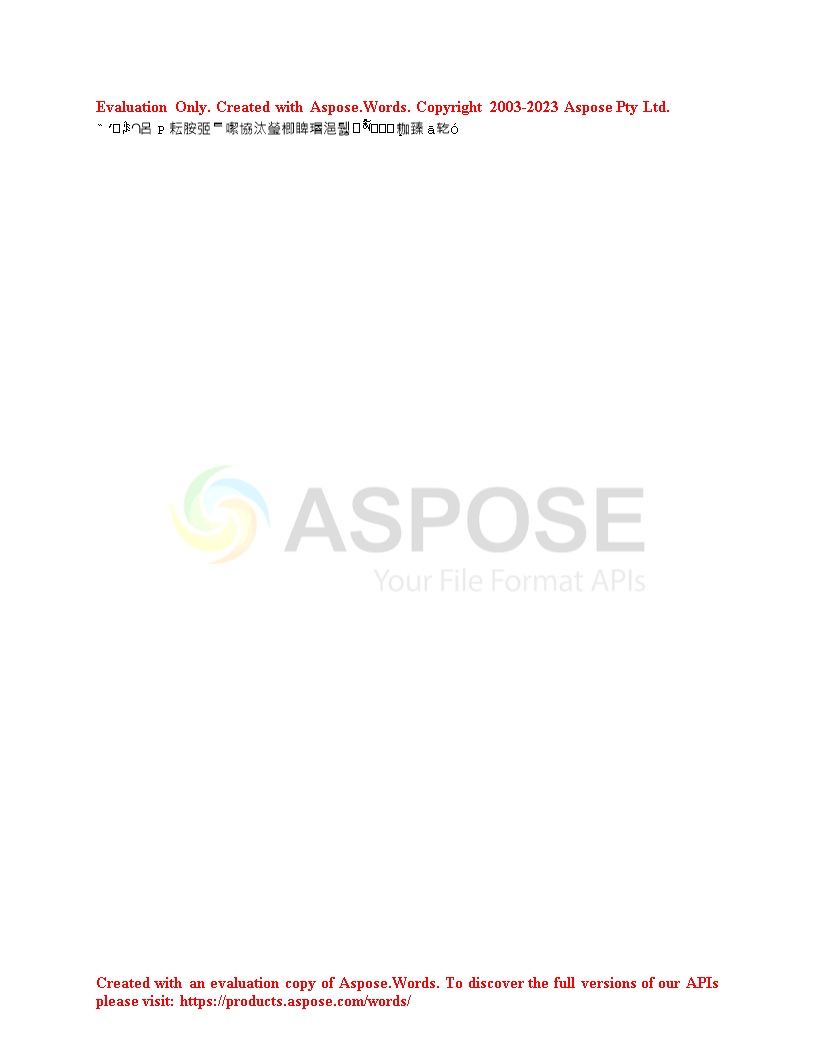 Evaluation Only. Created with Aspose.Words. Copyright 2003-2023 Aspose Pty Ltd.
ASPOSE
Your File Format APIs
Created with an evaluation copy of Aspose.Words. To discover the full versions of our APIs
please visit: https://products.aspose.com/words/